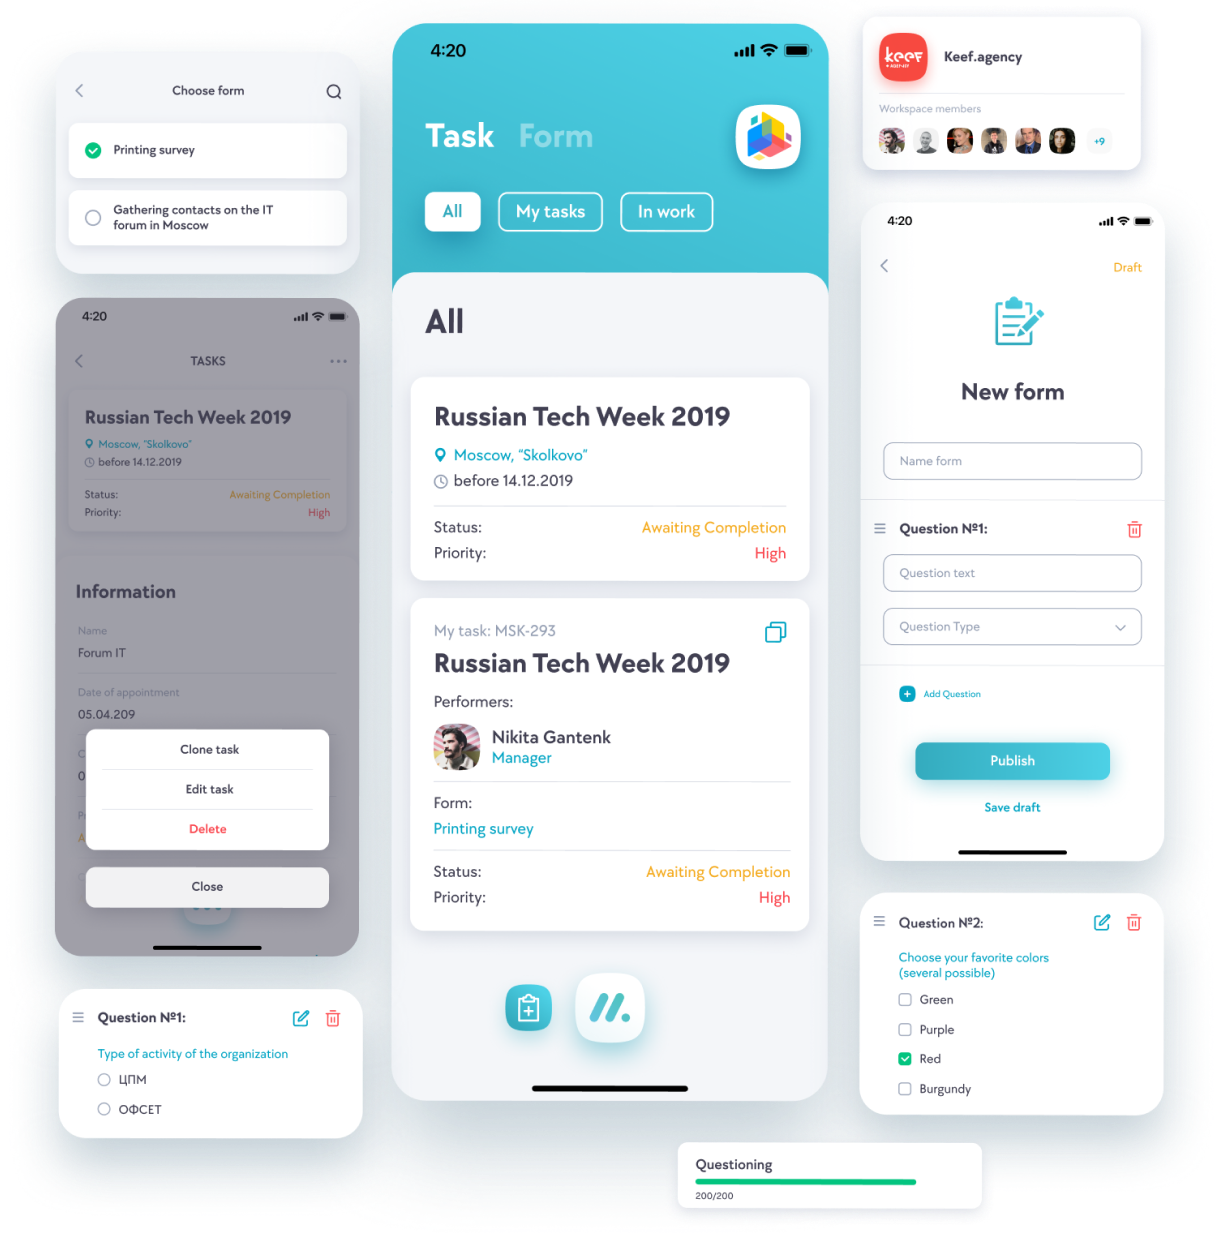 Choose form
Printing survey
Gathering contacts on the IT
forum in Moscow
4:20
TASKS
Russian Tech Week 2019
Moscow, "Skolkovo"
before 14.12.2019
Status: Awaiting Completion
Priority: High
Information
Name
Forum IT
Date of appointment
05.04.209
Clone task
Edit task
Delete
Close
Question №1:
Type of activity of the organization
ЦПМ
ОФСЕТ
4:20
Task Form
All My tasks In work
All
Russian Tech Week 2019
Moscow, "Skolkovo"
before 14.12.2019
Status: Awaiting Completion
Priority: High
My task: MSK-293
Russian Tech Week 2019
Performers:
Nikita Gantenk
Manager
Form:
Printing survey
Status: Awaiting Completion
Priority: High
keef
Keef.agency
Workspace members
+9
4:20
Draft
New form
Name form
Question №1:
Question text
Question Type
Add Question
Publish
Save draft
Question №2:
Choose your favorite colors
(several possible)
Green
Purple
Red
Burgundy
Questioning
200/200